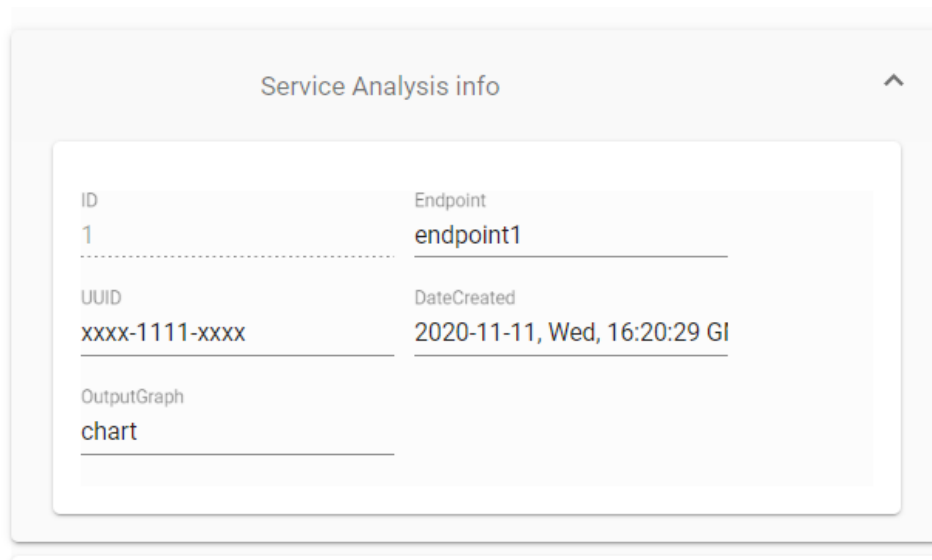 Service Analysis info
ID
1
Endpoint
endpoint1
UUID
xxxx-1111-xxxx
DateCreated
2020-11-11, Wed, 16:20:29
OutputGraph
chart